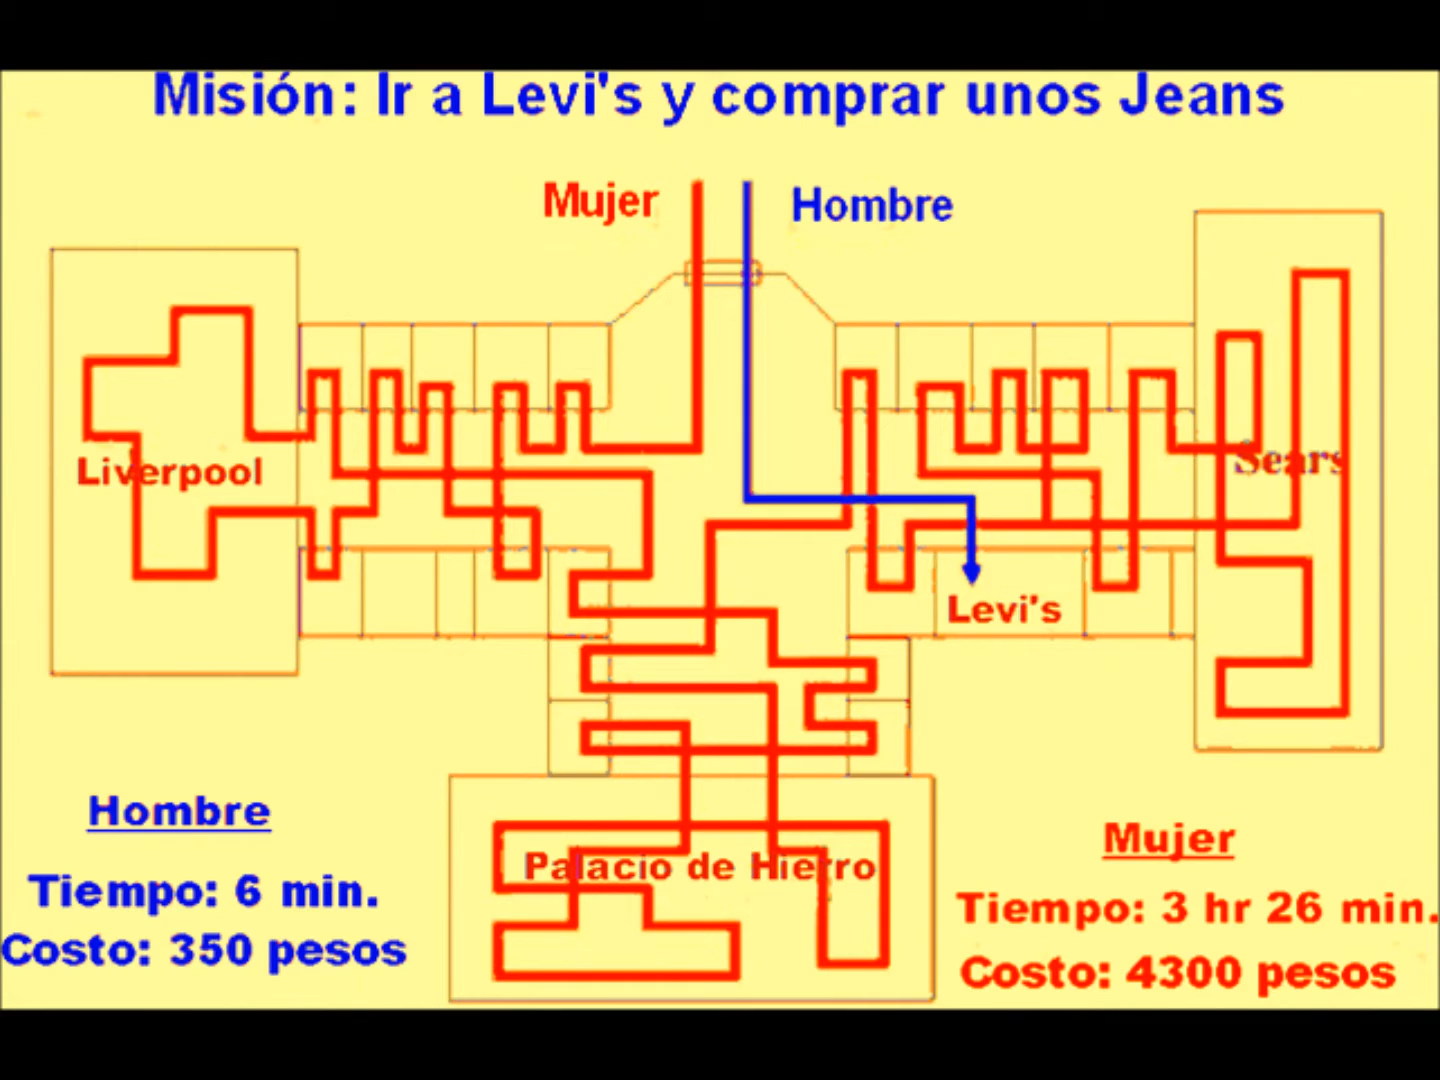 Misión: Ir a Levi's y comprar unos Jeans
Mujer
Hombre
Liverpool
Sears
Levi's
Palacio de Hierro
Hombre
Tiempo: 6 min.
Costo: 350 pesos
Mujer
Tiempo: 3 hr 26 min.
Costo: 4300 pesos